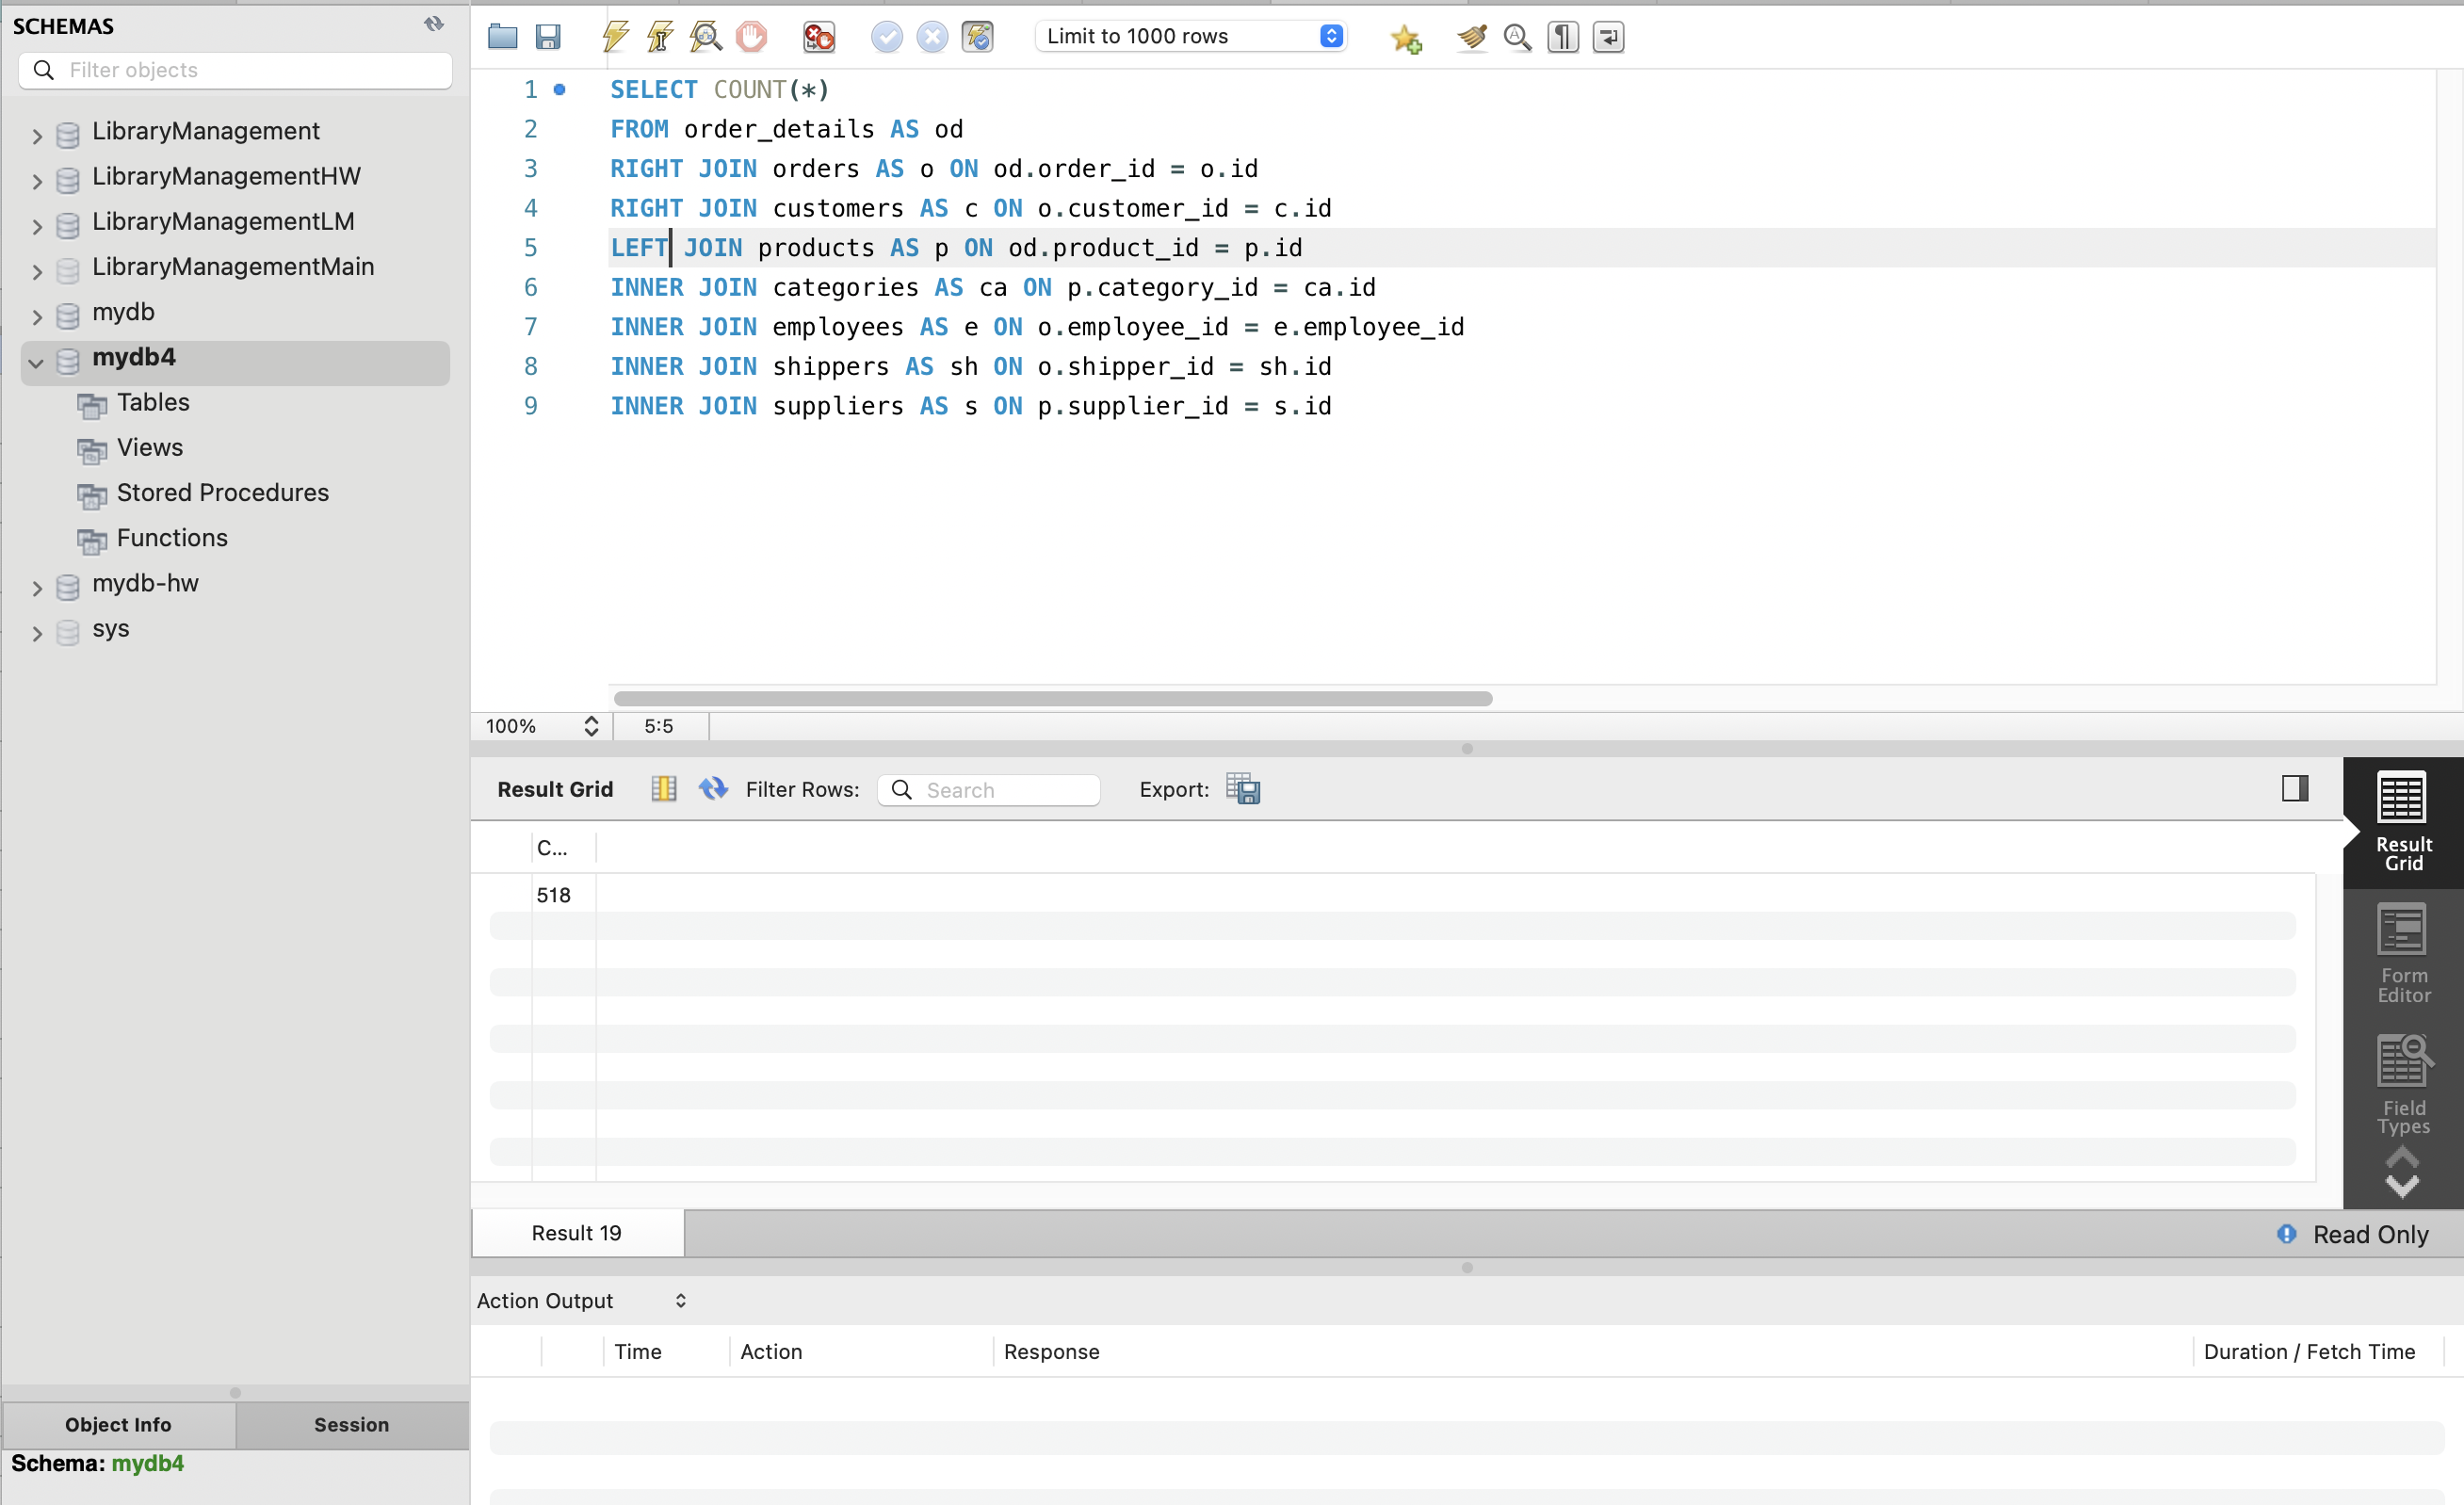 SCHEMAS
Filter objects
LibraryManagement
LibraryManagementHW
LibraryManagementLM
LibraryManagementMain
mydb
mydb4
Tables
Views
Stored Procedures
Functions
mydb-hw
sys
Object Info
Session
Schema: mydb4
Limit to 1000 rows
1 SELECT COUNT(*)
2 FROM order_details AS od
3 RIGHT JOIN orders AS o ON od.order_id = o.id
4 RIGHT JOIN customers AS c ON o.customer_id = c.id
5 LEFT JOIN products AS p ON od.product_id = p.id
6 INNER JOIN categories AS ca ON p.category_id = ca.id
7 INNER JOIN employees AS e ON o.employee_id = e.employee_id
8 INNER JOIN shippers AS sh ON o.shipper_id = sh.id
9 INNER JOIN suppliers AS s ON p.supplier_id = s.id
100% 5:5
Result Grid Filter Rows: Search Export:
C...
518
Result
Grid
Form
Editor
Field
Types
Result 19
Read Only
Action Output
Time Action Response Duration / Fetch Time